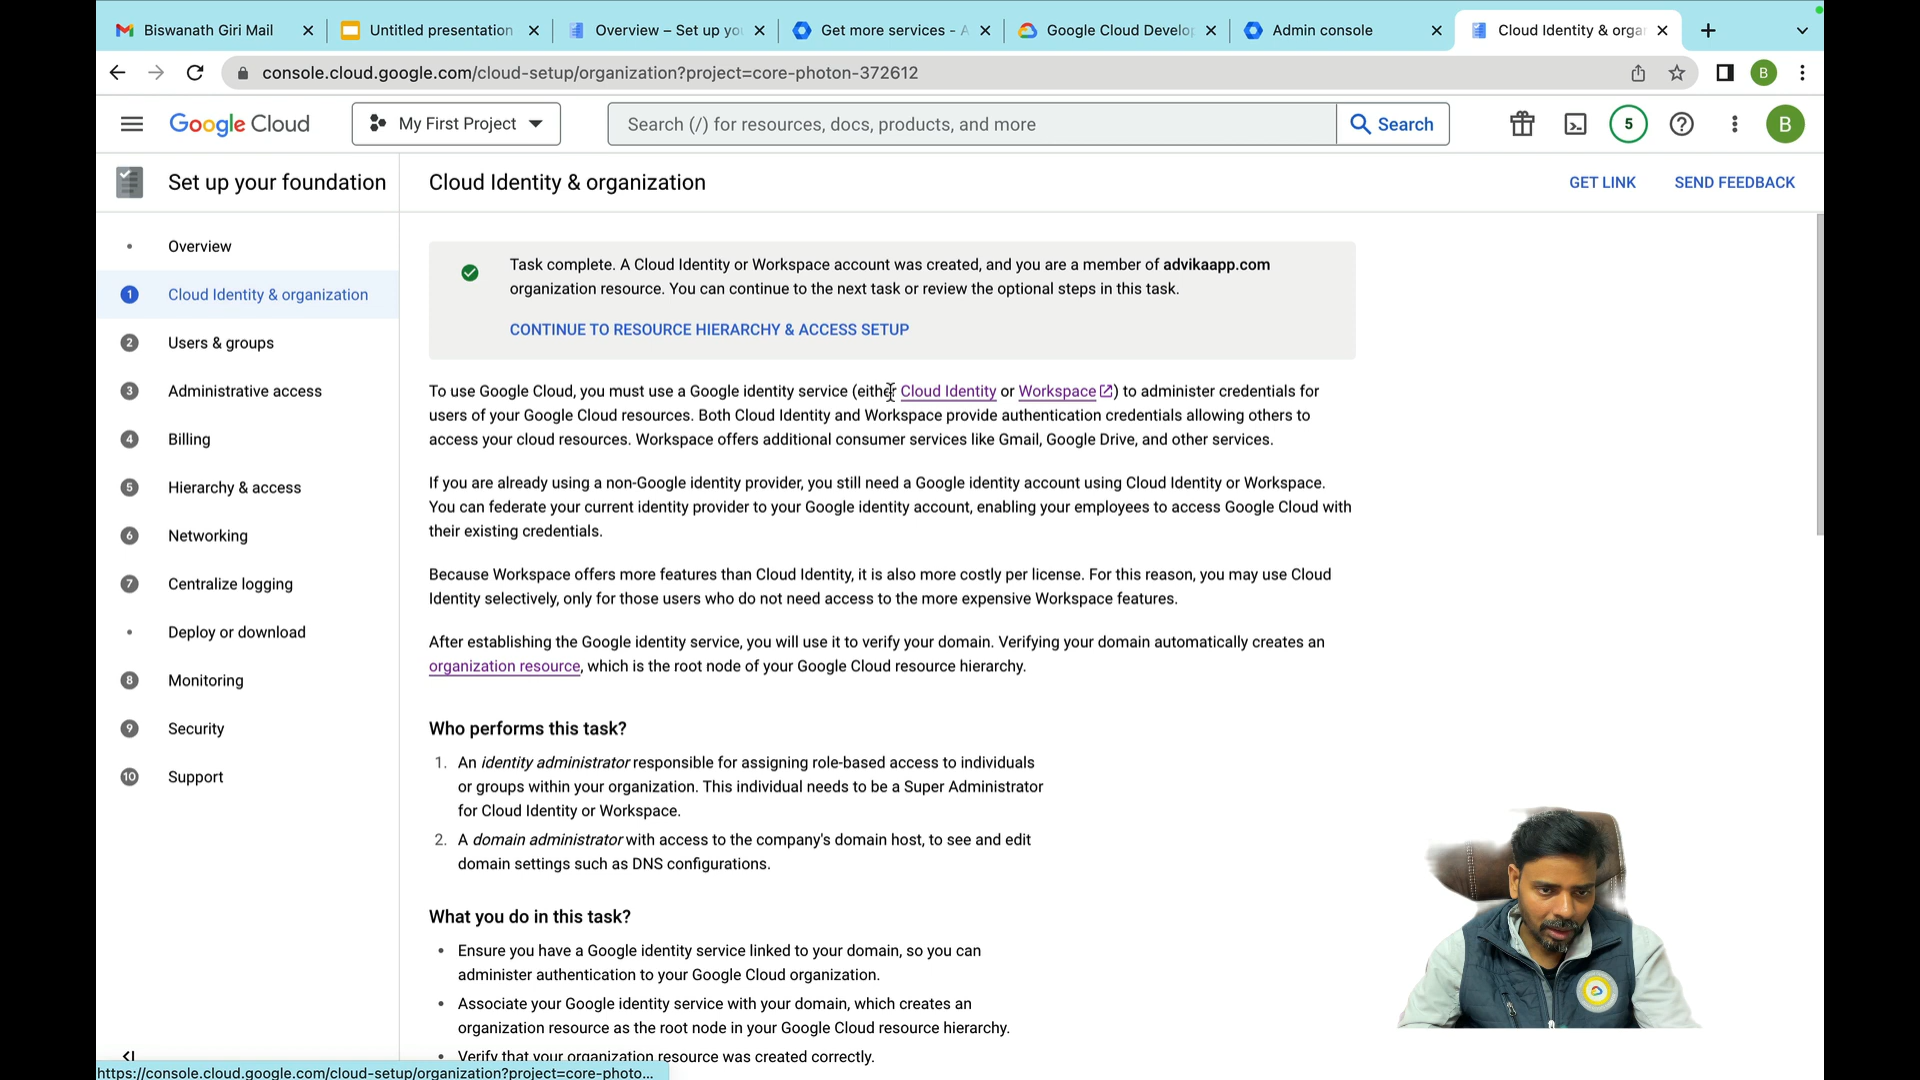 Biswanath Giri Mail
Untitled presentation
Overview – Set up yo
Get more services - A
Google Cloud Develo
Admin console
Cloud Identity & orga
console.cloud.google.com/cloud-setup/organization?project=core-photon-372612
B
Google Cloud
My First Project
Search (/) for resources, docs, products, and more
Search
5
B
Set up your foundation
Cloud Identity & organization
GET LINK
SEND FEEDBACK
Overview
1 Cloud Identity & organization
2 Users & groups
3 Administrative access
4 Billing
5 Hierarchy & access
6 Networking
7 Centralize logging
Deploy or download
8 Monitoring
9 Security
10 Support
Task complete. A Cloud Identity or Workspace account was created, and you are a member of advikaapp.com
organization resource. You can continue to the next task or review the optional steps in this task.
CONTINUE TO RESOURCE HIERARCHY & ACCESS SETUP
To use Google Cloud, you must use a Google identity service (either Cloud Identity or Workspace) to administer credentials for
users of your Google Cloud resources. Both Cloud Identity and Workspace provide authentication credentials allowing others to
access your cloud resources. Workspace offers additional consumer services like Gmail, Google Drive, and other services.
If you are already using a non-Google identity provider, you still need a Google identity account using Cloud Identity or Workspace.
You can federate your current identity provider to your Google identity account, enabling your employees to access Google Cloud with
their existing credentials.
Because Workspace offers more features than Cloud Identity, it is also more costly per license. For this reason, you may use Cloud
Identity selectively, only for those users who do not need access to the more expensive Workspace features.
After establishing the Google identity service, you will use it to verify your domain. Verifying your domain automatically creates an
organization resource, which is the root node of your Google Cloud resource hierarchy.
Who performs this task?
1. An identity administrator responsible for assigning role-based access to individuals
or groups within your organization. This individual needs to be a Super Administrator
for Cloud Identity or Workspace.
2. A domain administrator with access to the company's domain host, to see and edit
domain settings such as DNS configurations.
What you do in this task?
• Ensure you have a Google identity service linked to your domain, so you can
administer authentication to your Google Cloud organization.
• Associate your Google identity service with your domain, which creates an
organization resource as the root node in your Google Cloud resource hierarchy.
• Verify that your organization resource was created correctly.
https://console.cloud.google.com/cloud-setup/organization?project=core-photo...